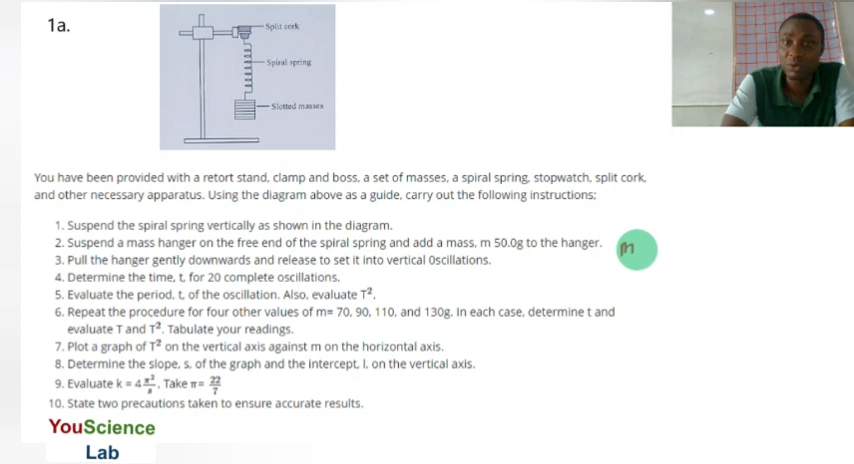 1a.
Split cork
Spiral spring
Slotted masses
You have been provided with a retort stand, clamp and boss, a set of masses, a spiral spring, stopwatch, split cork,
and other necessary apparatus. Using the diagram above as a guide, carry out the following instructions;
1. Suspend the spiral spring vertically as shown in the diagram.
2. Suspend a mass hanger on the free end of the spiral spring and add a mass, m 50.0g to the hanger.
m
3. Pull the hanger gently downwards and release to set it into vertical Oscillations.
4. Determine the time, t, for 20 complete oscillations.
5. Evaluate the period, t, of the oscillation. Also, evaluate T².
6. Repeat the procedure for four other values of m= 70, 90, 110, and 130g. In each case, determine t and
evaluate T and T². Tabulate your readings.
7. Plot a graph of T² on the vertical axis against m on the horizontal axis.
8. Determine the slope, s, of the graph and the intercept, I, on the vertical axis.
9. Evaluate k = 4π²/s, Take π= 22/7
10. State two precautions taken to ensure accurate results.
YouScience
Lab